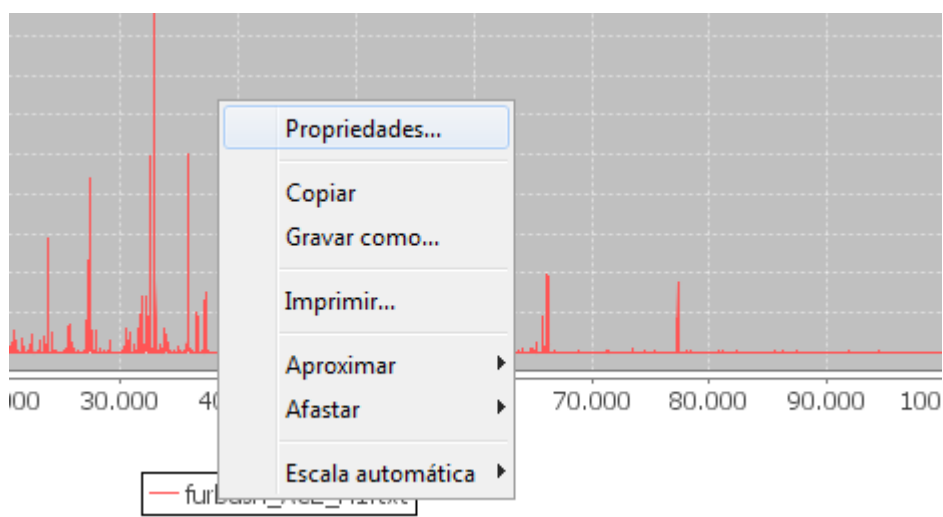 Propriedades...
Copiar
Gravar como...
Imprimir...
Aproximar
Afastar
Escala automática
30.000
70.000 80.000 90.000